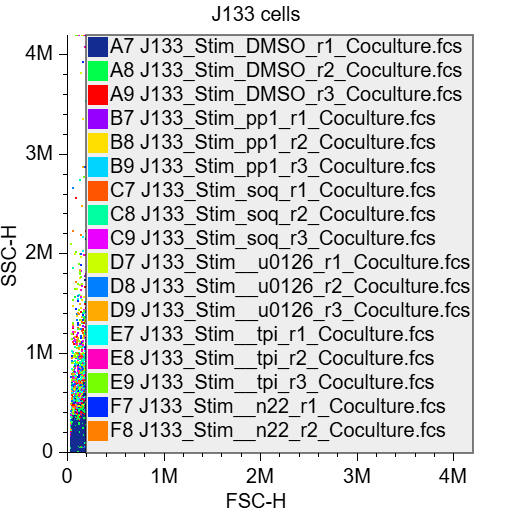 J133 cells
4M
3M
2M
1M
0
SSC-H
A7 J133_Stim_DMSO_r1_Coculture.fcs
A8 J133_Stim_DMSO_r2_Coculture.fcs
A9 J133_Stim_DMSO_r3_Coculture.fcs
B7 J133_Stim_pp1_r1_Coculture.fcs
B8 J133_Stim_pp1_r2_Coculture.fcs
B9 J133_Stim_pp1_r3_Coculture.fcs
C7 J133_Stim_soq_r1_Coculture.fcs
C8 J133_Stim_soq_r2_Coculture.fcs
C9 J133_Stim_soq_r3_Coculture.fcs
D7 J133_Stim__u0126_r1_Coculture.fcs
D8 J133_Stim__u0126_r2_Coculture.fcs
D9 J133_Stim__u0126_r3_Coculture.fcs
E7 J133_Stim__tpi_r1_Coculture.fcs
E8 J133_Stim__tpi_r2_Coculture.fcs
E9 J133_Stim__tpi_r3_Coculture.fcs
F7 J133_Stim__n22_r1_Coculture.fcs
F8 J133_Stim__n22_r2_Coculture.fcs
0 1M 2M 3M 4M
FSC-H